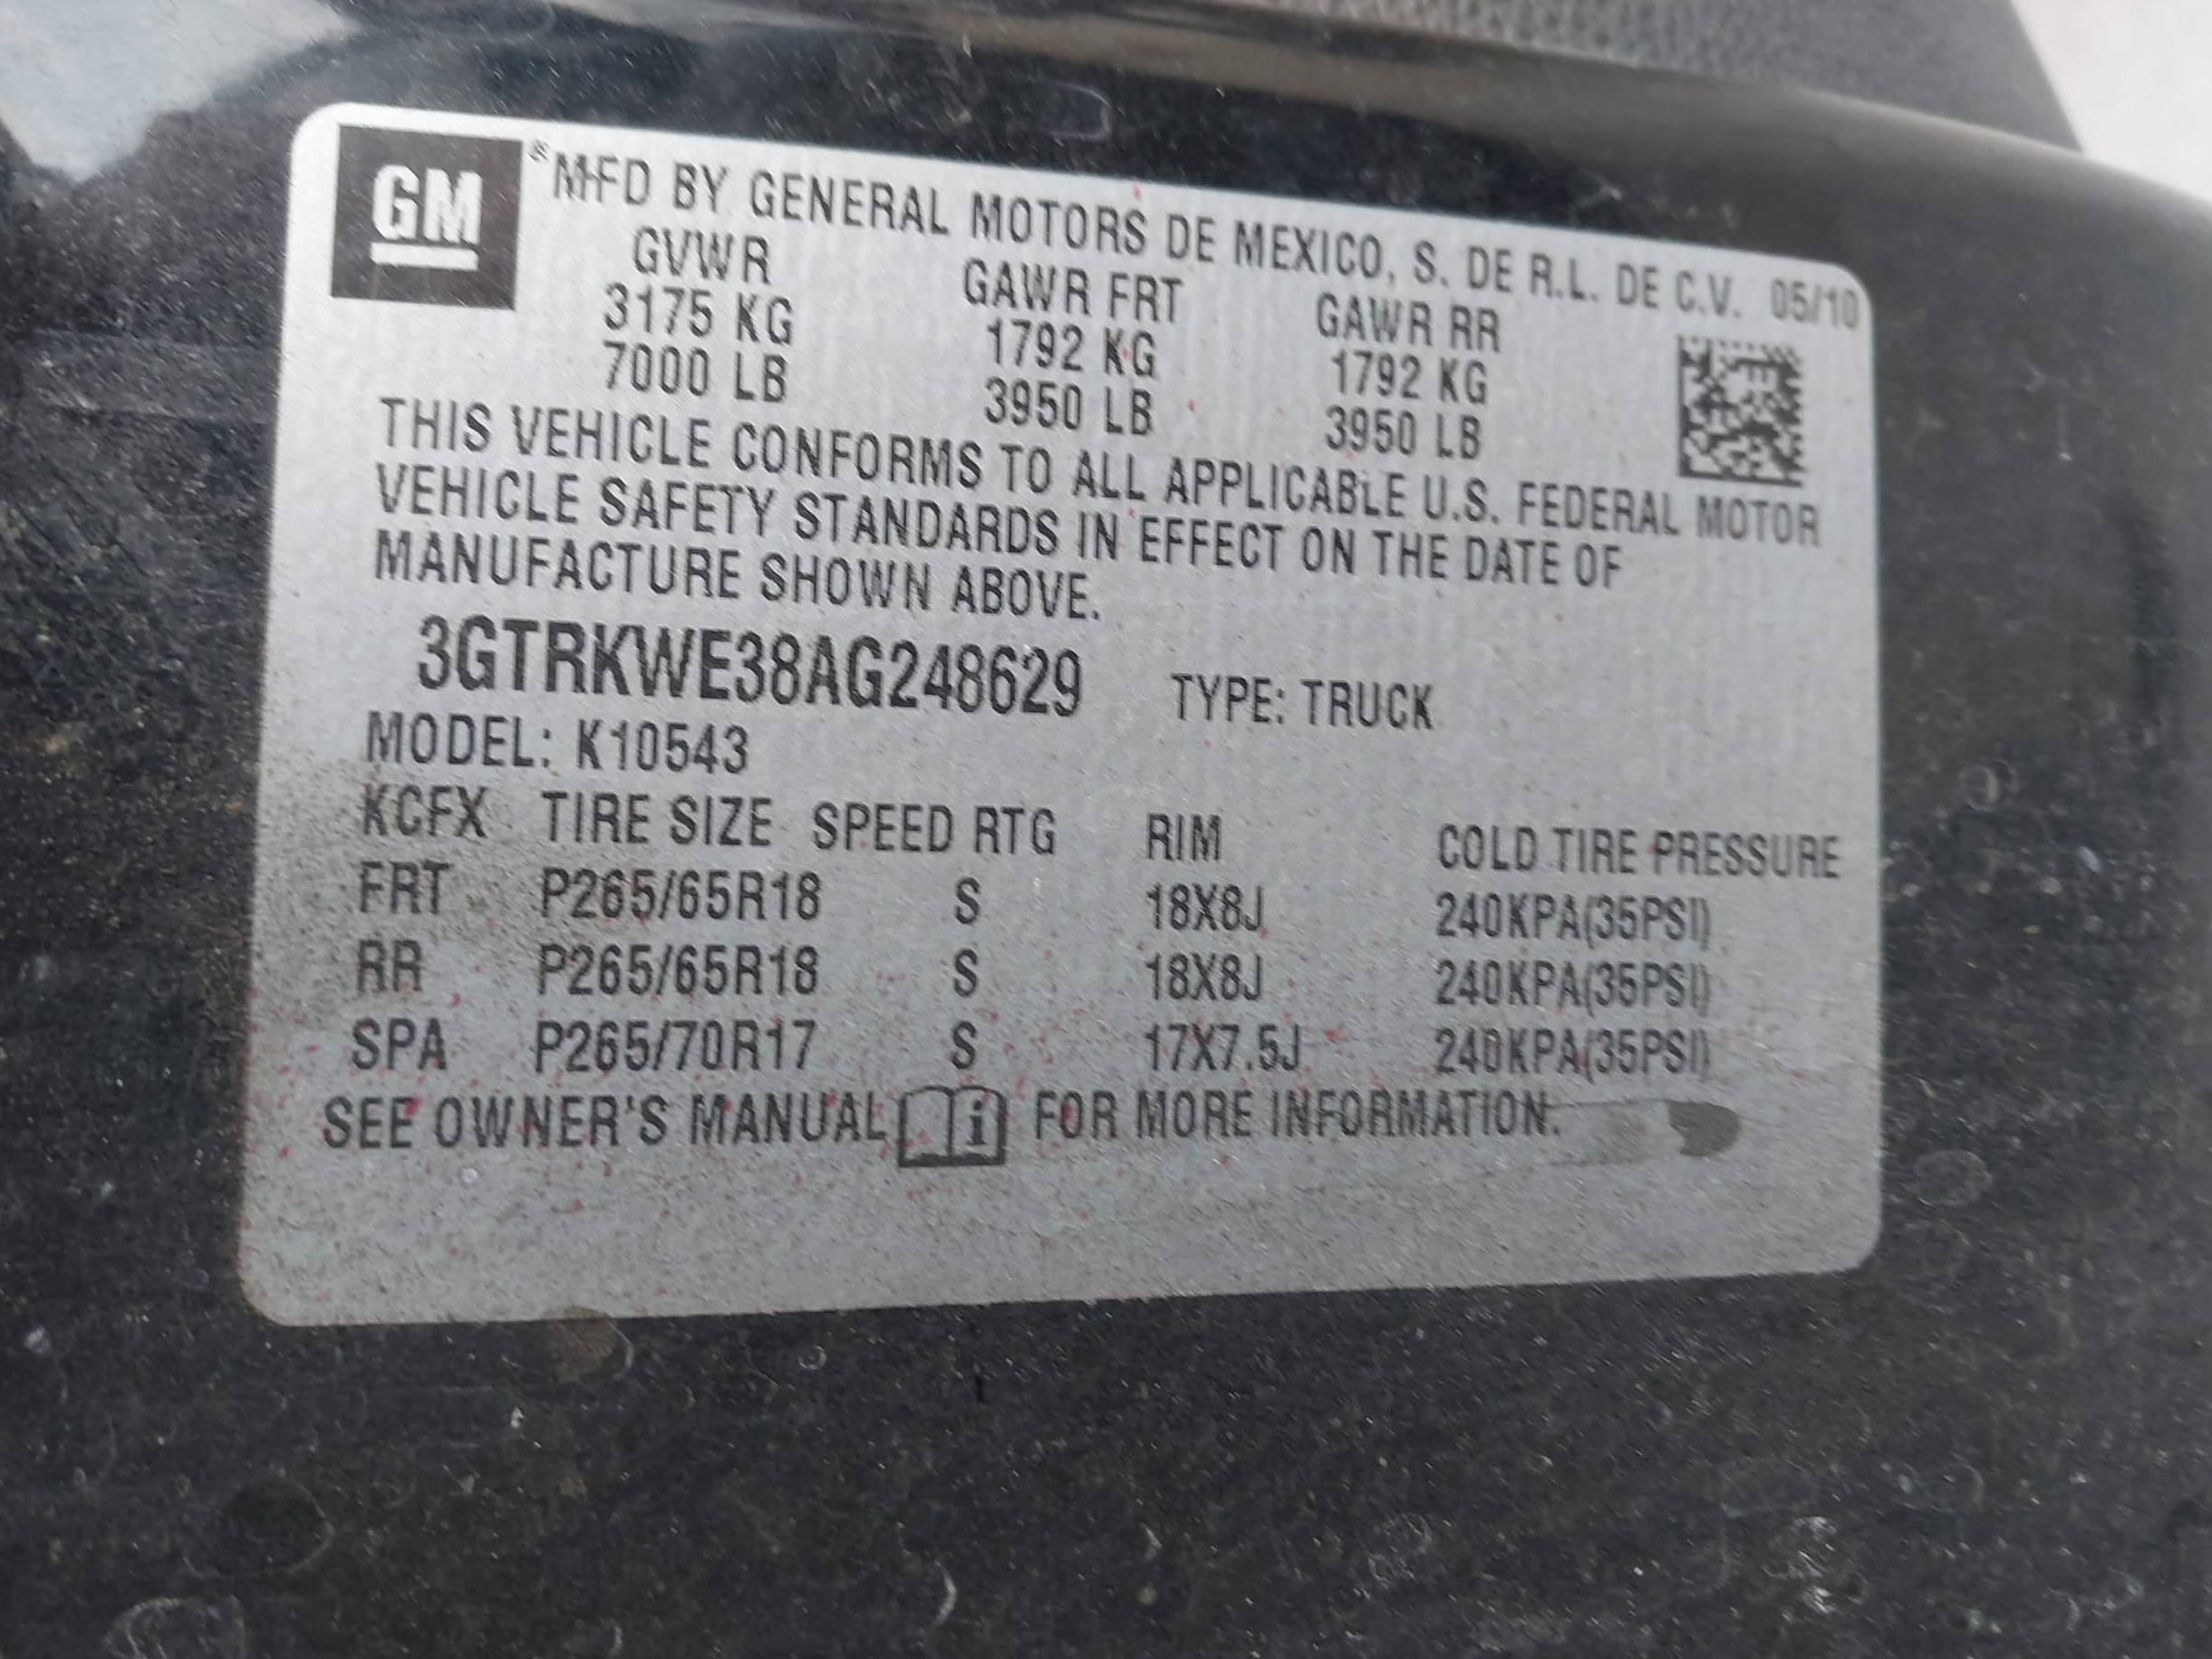 GM
®MFD BY GENERAL MOTORS DE MEXICO, S. DE R.L. DE C.V. 05/10
GVWR GAWR FRT GAWR RR
3175 KG 1792 KG 1792 KG
7000 LB 3950 LB 3950 LB
THIS VEHICLE CONFORMS TO ALL APPLICABLE U.S. FEDERAL MOTOR
VEHICLE SAFETY STANDARDS IN EFFECT ON THE DATE OF
MANUFACTURE SHOWN ABOVE.
3GTRKWE38AG248629 TYPE: TRUCK
MODEL: K10543
KCFX TIRE SIZE SPEED RTG RIM COLD TIRE PRESSURE
FRT P265/65R18 S 18X8J 240KPA(35PSI)
RR P265/65R18 S 18X8J 240KPA(35PSI)
SPA P265/70R17 S 17X7.5J 240KPA(35PSI)
SEE OWNER'S MANUAL i FOR MORE INFORMATION.